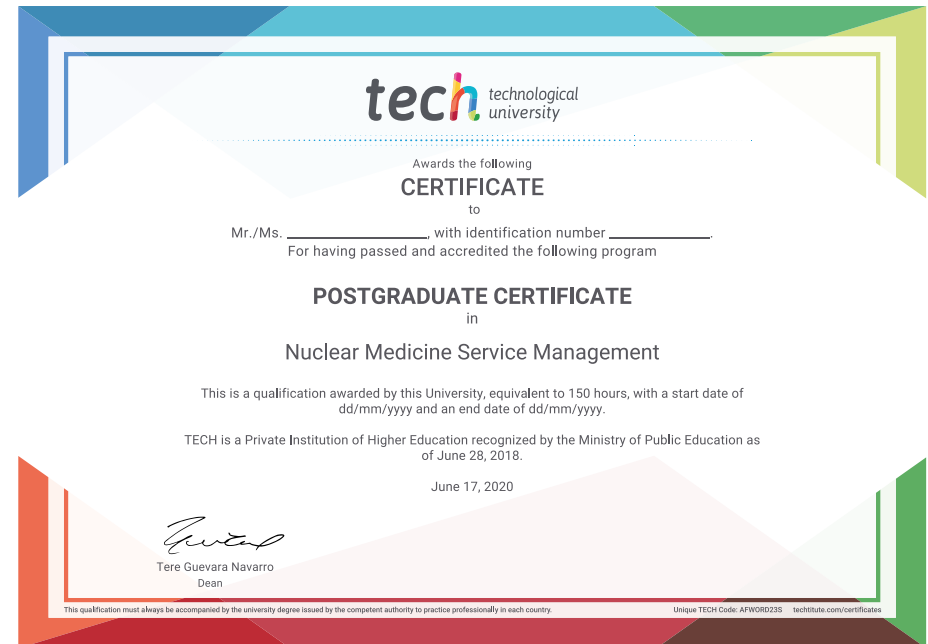 tech technological
university
Awards the following
CERTIFICATE
to
Mr./Ms. ____________, with identification number ____________.
For having passed and accredited the following program
POSTGRADUATE CERTIFICATE
in
Nuclear Medicine Service Management
This is a qualification awarded by this University, equivalent to 150 hours, with a start date of
dd/mm/yyyy and an end date of dd/mm/yyyy.
TECH is a Private Institution of Higher Education recognized by the Ministry of Public Education as
of June 28, 2018.
June 17, 2020
Tere Guevara Navarro
Dean
This qualification must always be accompanied by the university degree issued by the competent authority to practice professionally in each country. Unique TECH Code: AFWORD23S techtitute.com/certificates